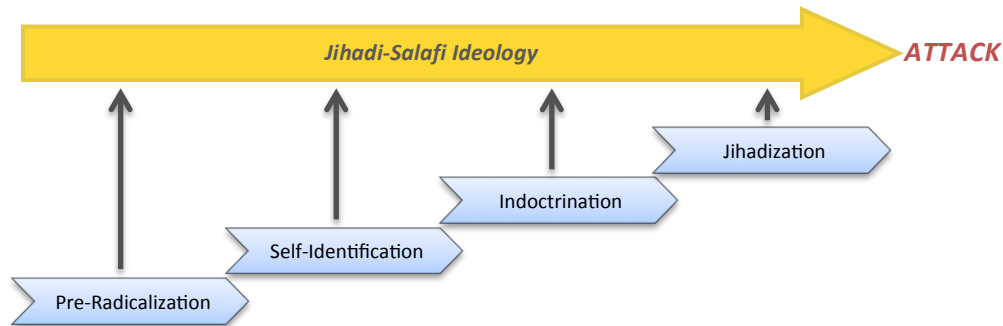 Jihadi-Salafi Ideology
ATTACK
Jihadization
Indoctrination
Self-Identification
Pre-Radicalization